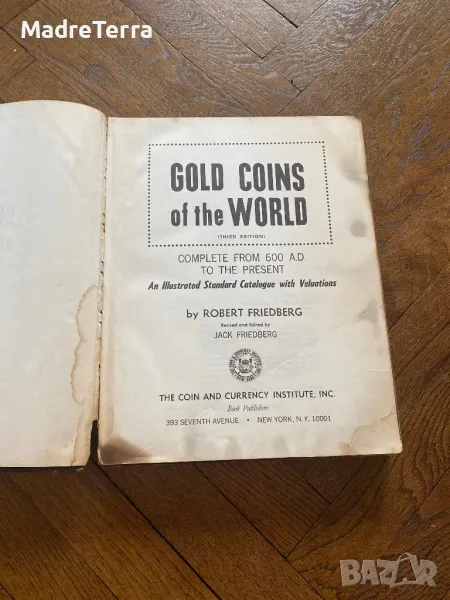 MadreTerra
GOLD COINS
of the WORLD
(THIRD EDITION)
COMPLETE FROM 600 A.D
TO THE PRESENT
An Illustrated Standard Catalogue with Valuations
by ROBERT FRIEDBERG
Revised and Edited by
JACK FRIEDBERG
THE COIN AND CURRENCY INSTITUTE, INC.
Book Publishers
393 SEVENTH AVENUE • NEW YORK, N.Y. 10001
BAZAR